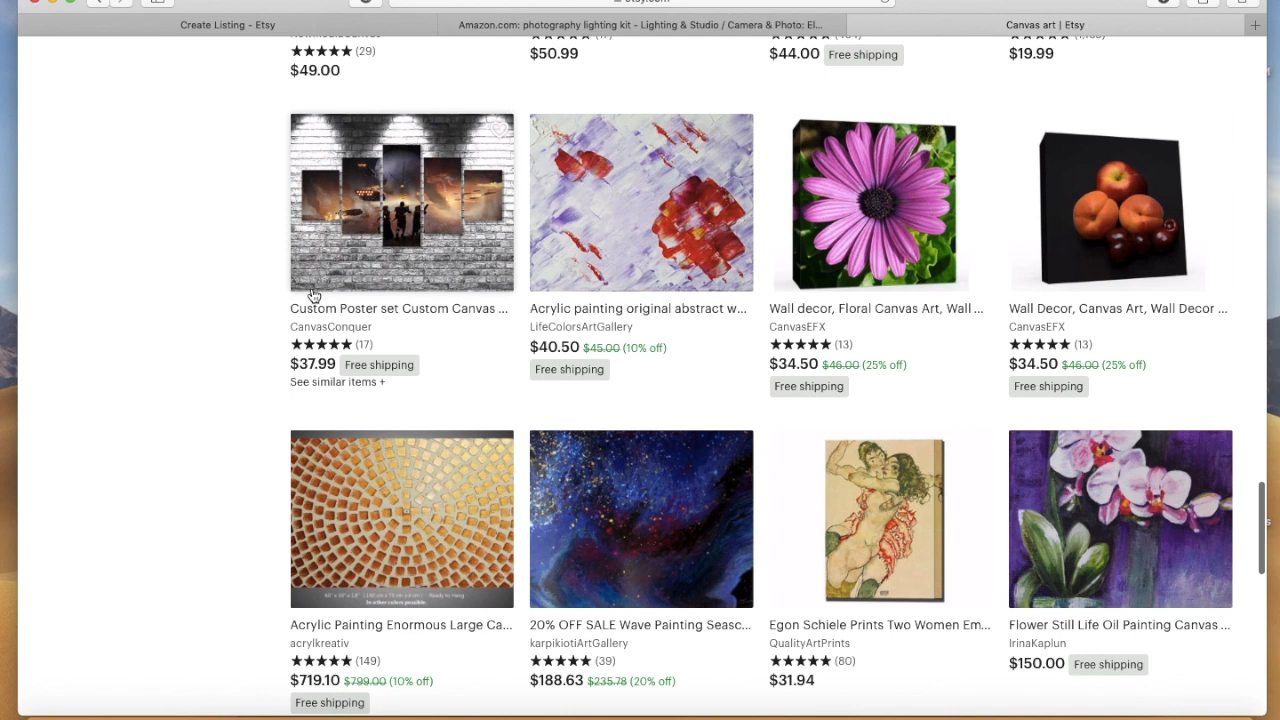 etsy.com
Create Listing - Etsy
Amazon.com: photography lighting kit - Lighting & Studio / Camera & Photo: El...
Canvas art | Etsy
★★★★★ (29)
$49.00
$50.99
$44.00 Free shipping
$19.99
Custom Poster set Custom Canvas ...
CanvasConquer
★★★★★ (17)
$37.99 Free shipping
See similar items +
Acrylic painting original abstract w...
LifeColorsArtGallery
$40.50 $45.00 (10% off)
Free shipping
Wall decor, Floral Canvas Art, Wall ...
CanvasEFX
★★★★★ (13)
$34.50 $46.00 (25% off)
Free shipping
Wall Decor, Canvas Art, Wall Decor ...
CanvasEFX
★★★★★ (13)
$34.50 $46.00 (25% off)
Free shipping
In other colors possible.
Acrylic Painting Enormous Large Ca...
acrylkreativ
★★★★★ (149)
$719.10 $799.00 (10% off)
Free shipping
20% OFF SALE Wave Painting Seasc...
karpikiotiArtGallery
★★★★★ (39)
$188.63 $235.78 (20% off)
Egon Schiele Prints Two Women Em...
QualityArtPrints
★★★★★ (80)
$31.94
Flower Still Life Oil Painting Canvas ...
IrinaKaplun
$150.00 Free shipping